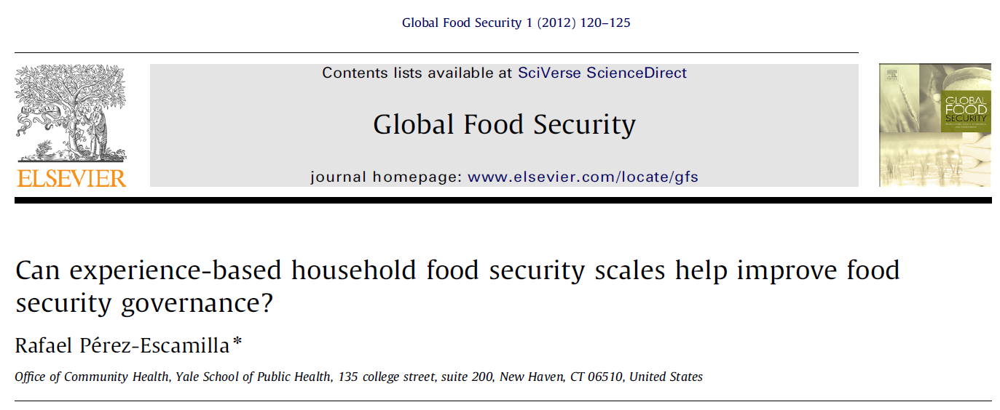 Global Food Security 1 (2012) 120–125
Contents lists available at SciVerse ScienceDirect
Global Food Security
journal homepage: www.elsevier.com/locate/gfs
NON SOLUS
ELSEVIER
GLOBAL
FOOD
SECURITY
Can experience-based household food security scales help improve food
security governance?
Rafael Pérez-Escamilla*
Office of Community Health, Yale School of Public Health, 135 college street, suite 200, New Haven, CT 06510, United States